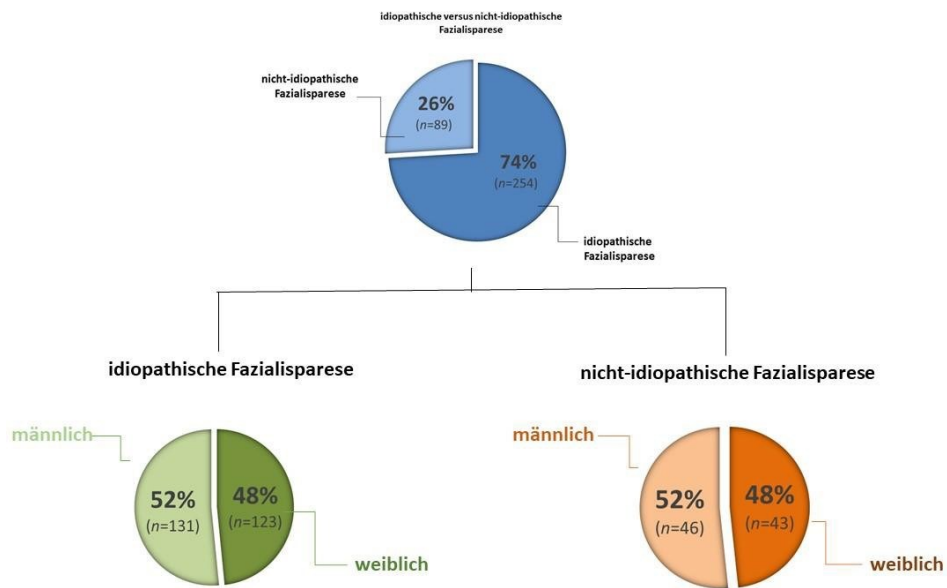 idiopathische versus nicht-idiopathische
Fazialisparese
nicht-idiopathische
Fazialisparese
26%
(n=89)
74%
(n=254)
idiopathische
Fazialisparese
idiopathische Fazialisparese
nicht-idiopathische Fazialisparese
männlich
52%
(n=131)
48%
(n=123)
weiblich
männlich
52%
(n=46)
48%
(n=43)
weiblich